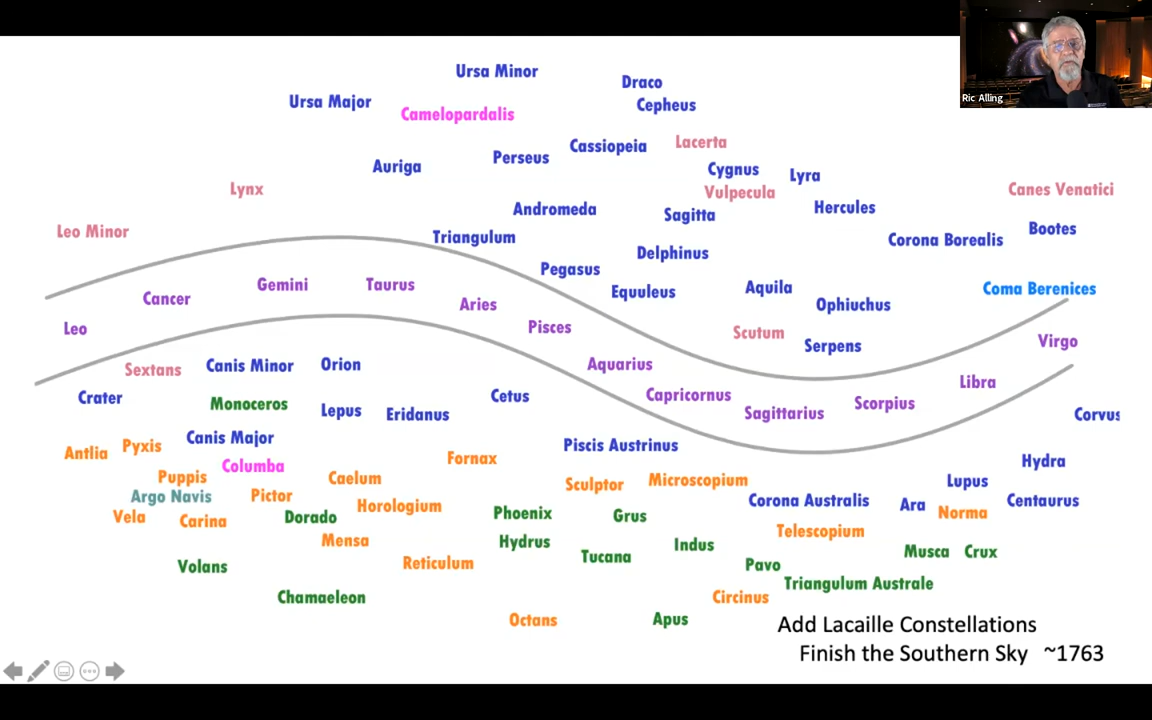 Ric Alling
Ursa Minor
Draco
Ursa Major
Cepheus
Camelopardalis
Cassiopeia
Lacerta
Perseus
Auriga
Cygnus
Lyra
Lynx
Vulpecula
Canes Venatici
Andromeda
Sagitta
Hercules
Leo Minor
Bootes
Triangulum
Corona Borealis
Delphinus
Pegasus
Gemini
Taurus
Equuleus
Aquila
Coma Berenices
Cancer
Aries
Ophiuchus
Leo
Pisces
Scutum
Serpens
Virgo
Sextans
Canis Minor
Orion
Aquarius
Libra
Crater
Monoceros
Lepus
Eridanus
Cetus
Capricornus
Sagittarius
Scorpius
Corvus
Antlia
Pyxis
Canis Major
Piscis Austrinus
Columba
Fornax
Hydra
Puppis
Caelum
Sculptor
Microscopium
Lupus
Argo Navis
Pictor
Horologium
Corona Australis
Ara
Centaurus
Vela
Carina
Dorado
Phoenix
Grus
Norma
Mensa
Hydrus
Telescopium
Volans
Reticulum
Tucana
Indus
Musca
Crux
Pavo
Chamaeleon
Triangulum Australe
Circinus
Octans
Apus
Add Lacaille Constellations
Finish the Southern Sky ~1763